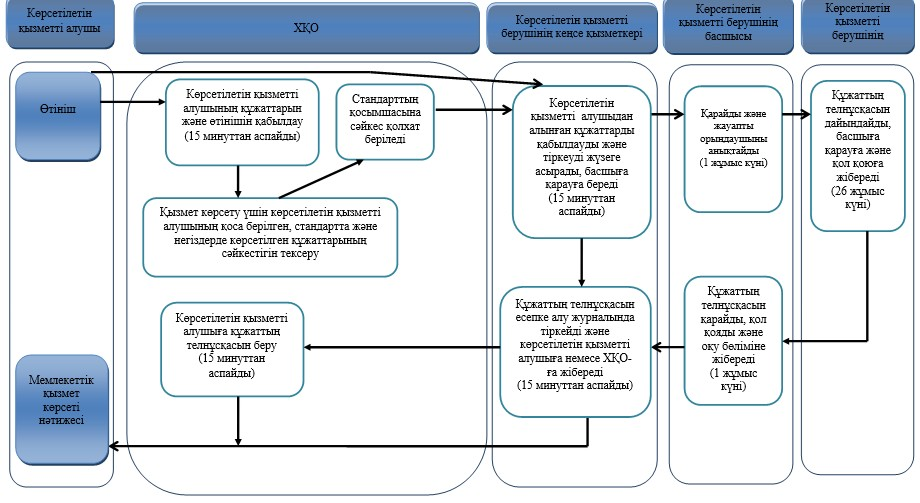 Көрсетілетін
қызметті алушы
ХҚО
Көрсетілетін қызметті
берушінің кеңсе қызметкері
Көрсетілетін
қызметті берушінің
басшысы
Көрсетілетін
қызметті
берушінің
Өтініш
Көрсетілетін қызметті
алушының құжаттарын
және өтінішін қабылдау
(15 минуттан аспайды)
Стандарттың
қосымшасына
сәйкес қолхат
беріледі
Қызмет көрсету үшін көрсетілетін қызметті
алушының қоса берілген, стандартта және
негіздерде көрсетілген құжаттарының
сәйкестігін тексеру
Көрсетілетін
қызметті алушыдан
алынған құжаттарды
қабылдауды және
тіркеуді жүзеге
асырады, басшыға
қарауға береді
(15 минуттан
аспайды)
Қарайды және
жауапты
орындаушыны
анықтайды
(1 жұмыс күні)
Құжаттың
телнұсқасын
дайындайды,
басшыға
қарауға және
қол қоюға
жібереді
(26 жұмыс
күні)
Құжаттың
телнұсқасын
қарайды, қол
қояды және
оқу бөліміне
жібереді
(1 жұмыс
күні)
Құжаттың телнұсқасын
есепке алу журналында
тіркейді және
көрсетілетін қызметті
алушыға немесе ХҚО-
ға жібереді
(15 минуттан аспайды)
Көрсетілетін қызметті
алушыға құжаттың
телнұсқасын беру
(15 минуттан
аспайды)
Мемлекеттік
қызмет
көрсеті
нәтижесі